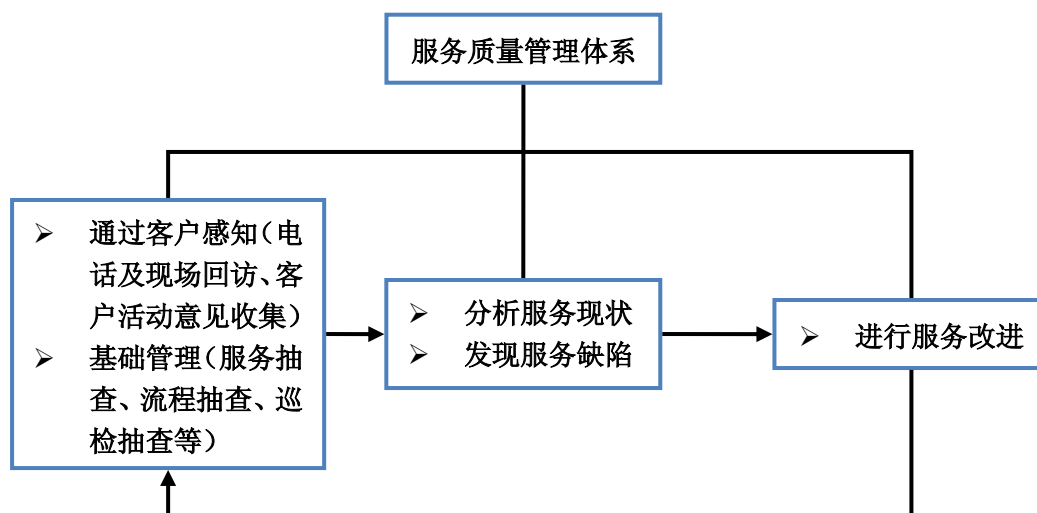 服务质量管理体系
➢ 通过客户感知（电
话及现场回访、客
户活动意见收集）
➢ 基础管理（服务抽
查、流程抽查、巡
检抽查等）
➢ 分析服务现状
➢ 发现服务缺陷
➢ 进行服务改进